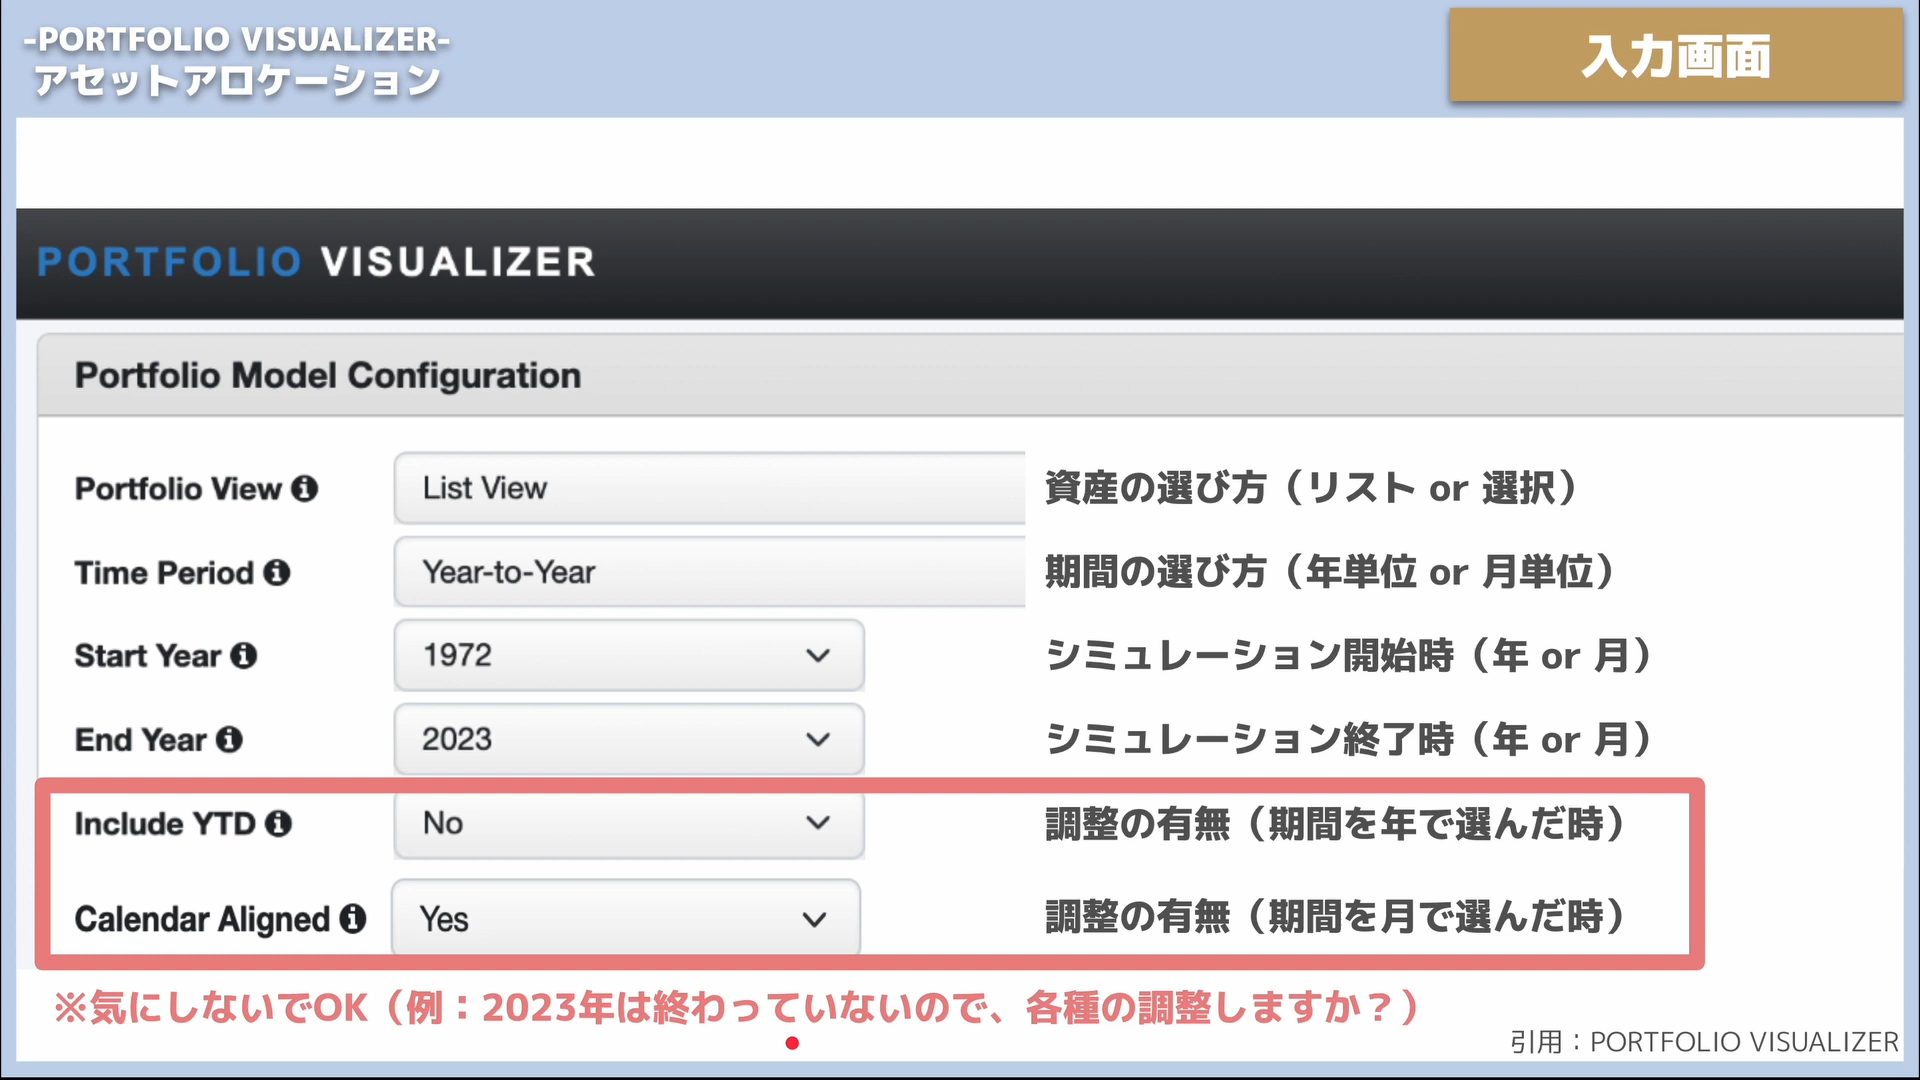 -PORTFOLIO VISUALIZER-
アセットアロケーション
入力画面
PORTFOLIO VISUALIZER
Portfolio Model Configuration
Portfolio View List View 資産の選び方（リスト or 選択）
Time Period Year-to-Year 期間の選び方（年単位 or 月単位）
Start Year 1972 シミュレーション開始時（年 or 月）
End Year 2023 シミュレーション終了時（年 or 月）
Include YTD No 調整の有無（期間を年で選んだ時）
Calendar Aligned Yes 調整の有無（期間を月で選んだ時）
※気にしないでOK（例：2023年は終わっていないので、各種の調整しますか？）
引用：PORTFOLIO VISUALIZER